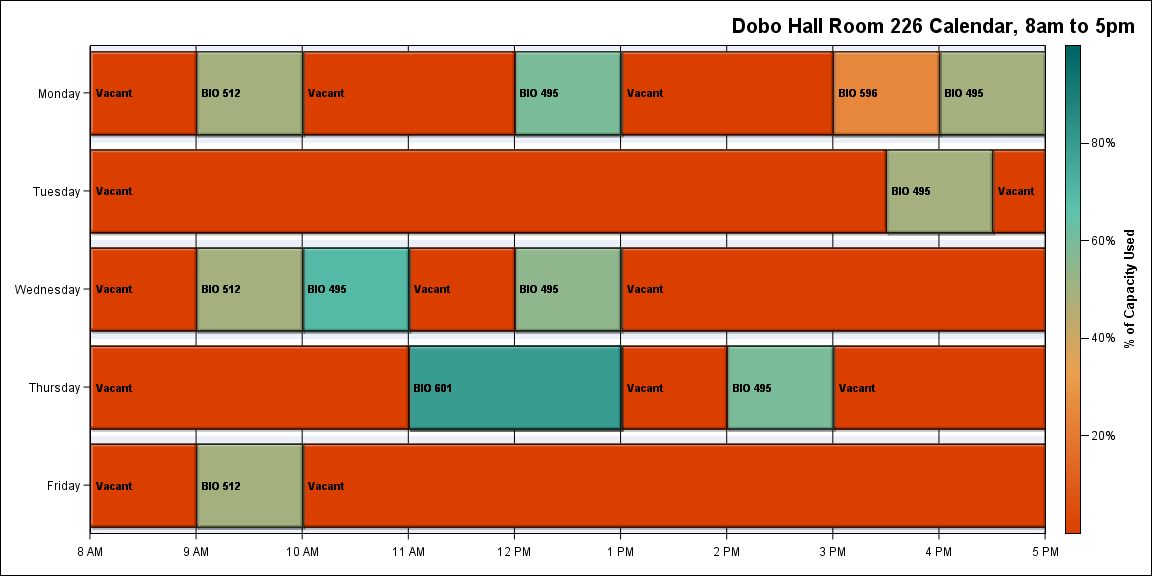 Dobo Hall Room 226 Calendar, 8am to 5pm
Monday
Vacant
BIO 512
Vacant
BIO 495
Vacant
BIO 596
BIO 495
Tuesday
Vacant
BIO 495
Vacant
Wednesday
Vacant
BIO 512
BIO 495
Vacant
BIO 495
Vacant
Thursday
Vacant
BIO 601
Vacant
BIO 495
Vacant
Friday
Vacant
BIO 512
Vacant
8 AM
9 AM
10 AM
11 AM
12 PM
1 PM
2 PM
3 PM
4 PM
5 PM
80%
60%
40%
20%
% of Capacity Used